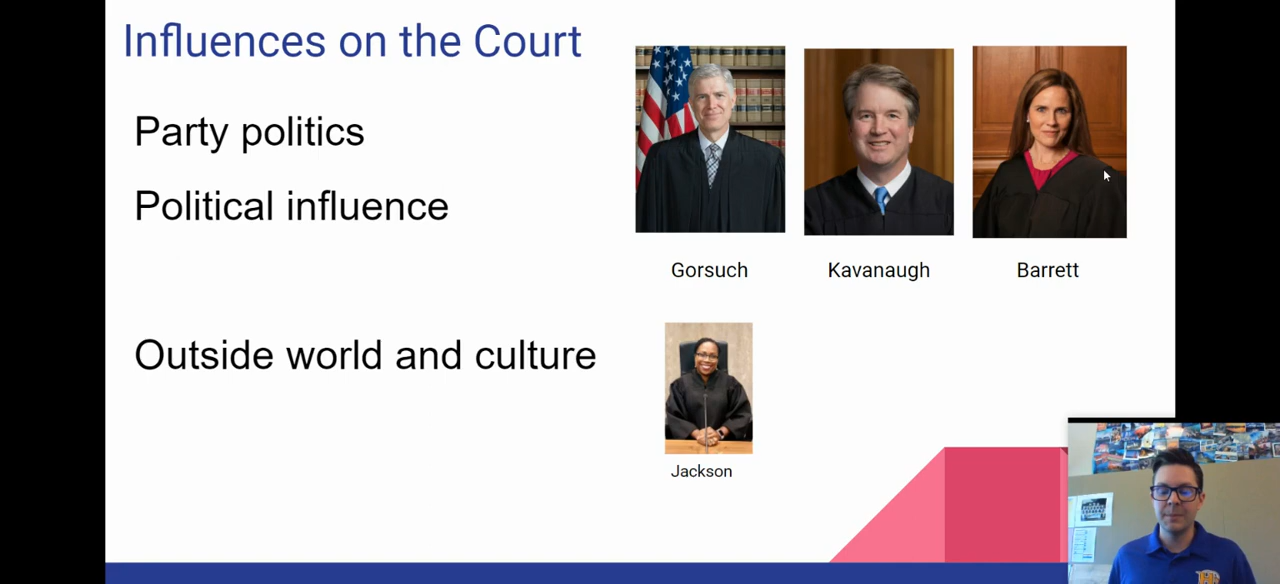 Influences on the Court
Party politics
Political influence
Outside world and culture
Gorsuch
Kavanaugh
Barrett
Jackson